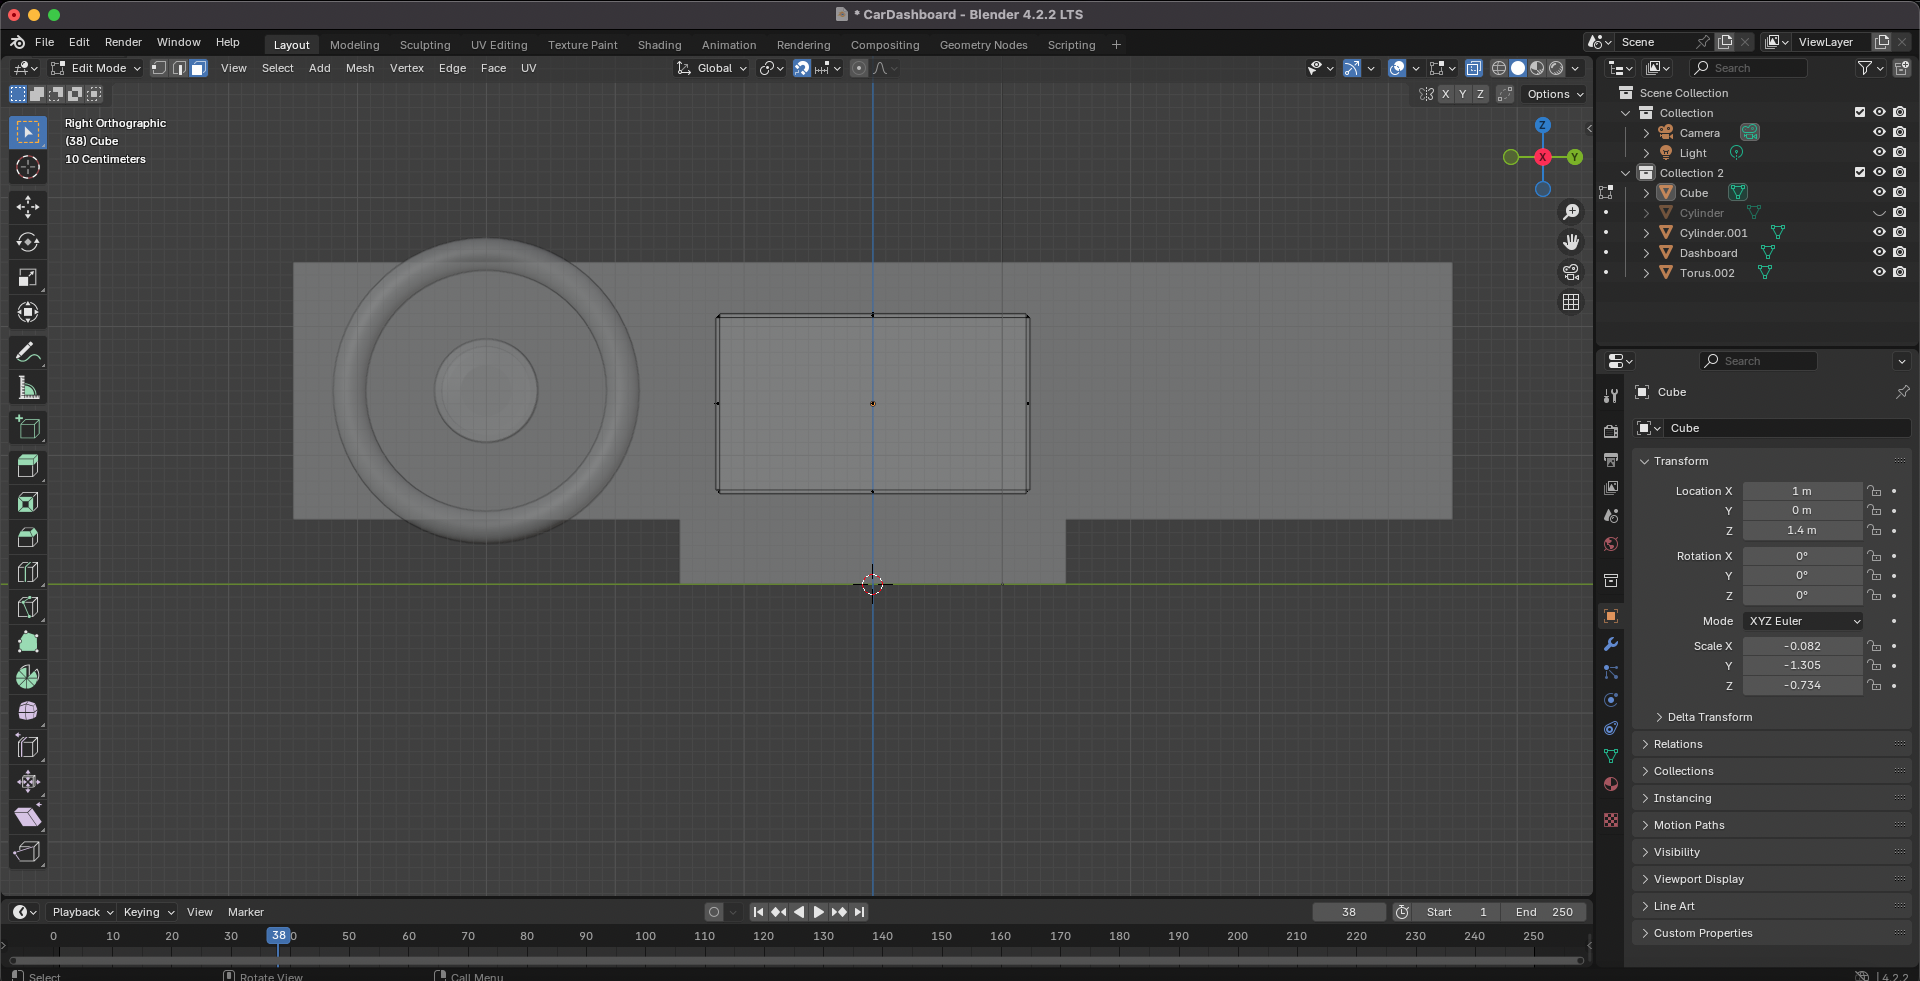 * CarDashboard - Blender 4.2.2 LTS
File Edit Render Window Help Layout Modeling Sculpting UV Editing Texture Paint Shading Animation Rendering Compositing Geometry Nodes Scripting + Scene ViewLayer
Edit Mode View Select Add Mesh Vertex Edge Face UV Global Search
X Y Z Options
Right Orthographic
(38) Cube
10 Centimeters
Z
X Y
Scene Collection
Collection
Camera
Light
Collection 2
Cube
Cylinder
Cylinder.001
Dashboard
Torus.002
Search
Cube
Cube
Transform
Location X 1 m
Y 0 m
Z 1.4 m
Rotation X 0°
Y 0°
Z 0°
Mode XYZ Euler
Scale X -0.082
Y -1.305
Z -0.734
Delta Transform
Relations
Collections
Instancing
Motion Paths
Visibility
Viewport Display
Line Art
Custom Properties
Playback Keying View Marker 38 Start 1 End 250
0 10 20 30 38 0 50 60 70 80 90 100 110 120 130 140 150 160 170 180 190 200 210 220 230 240 250
Select Rotate View Call Menu 4.2.2